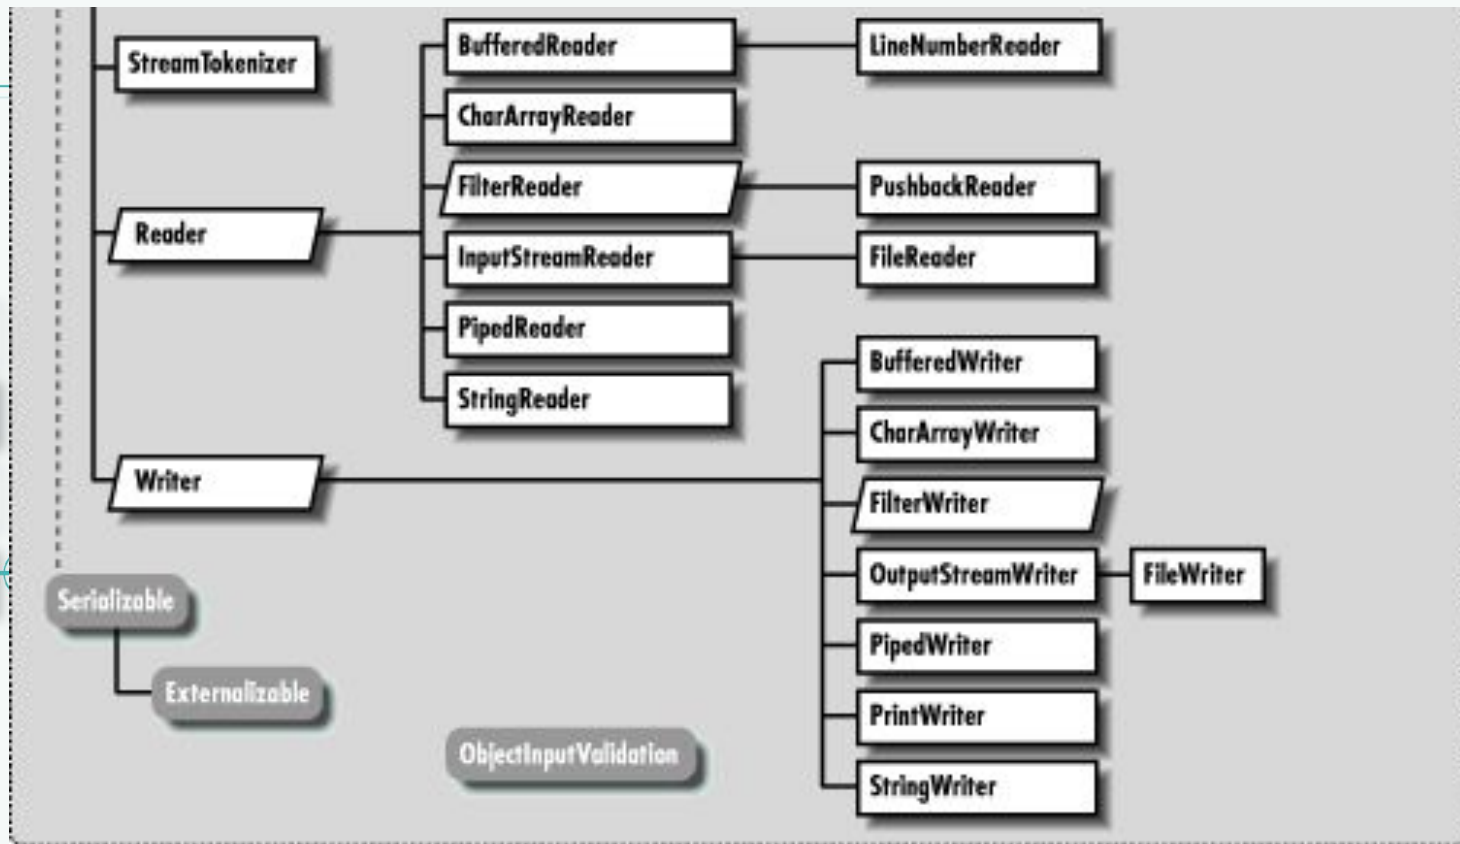 StreamTokenizer
BufferedReader
LineNumberReader
CharArrayReader
FilterReader
PushbackReader
Reader
InputStreamReader
FileReader
PipedReader
StringReader
BufferedWriter
CharArrayWriter
Writer
FilterWriter
OutputStreamWriter
FileWriter
Serializable
PipedWriter
Externalizable
PrintWriter
ObjectInputValidation
StringWriter